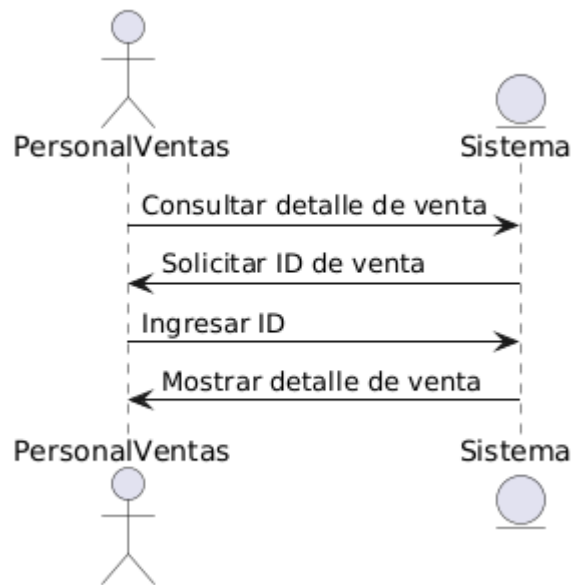 PersonalVentas
Sistema
Consultar detalle de venta
Solicitar ID de venta
Ingresar ID
Mostrar detalle de venta
PersonalVentas
Sistema